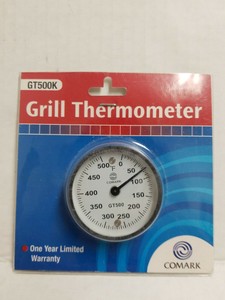 GT500K
Grill Thermometer
500 0
450 50
°F
COMARK
400 100
GT500
350 150
300 250 200
One Year Limited
Warranty
COMARK